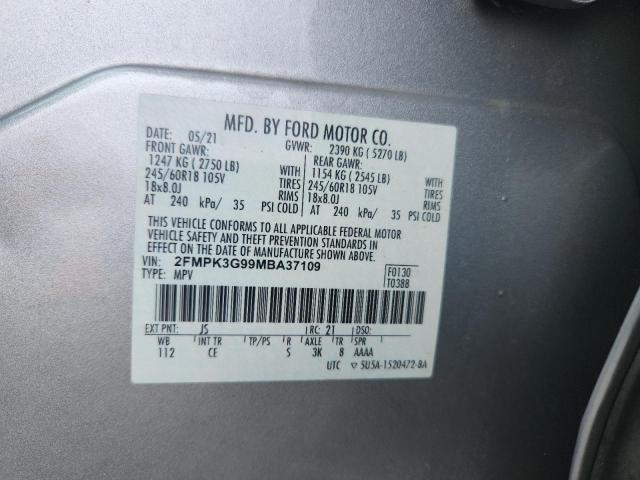 MFD. BY FORD MOTOR CO.
DATE: 05/21 GVWR: 2390 KG ( 5270 LB)
FRONT GAWR: REAR GAWR:
1247 KG ( 2750 LB) WITH 1154 KG ( 2545 LB) WITH
245/60R18 105V TIRES 245/60R18 105V TIRES
18x8.0J RIMS 18x8.0J RIMS
AT 240 kPa/ 35 PSI COLD AT 240 kPa/ 35 PSI COLD
THIS VEHICLE CONFORMS TO ALL APPLICABLE FEDERAL MOTOR
VEHICLE SAFETY AND THEFT PREVENTION STANDARDS IN
EFFECT ON THE DATE OF MANUFACTURE SHOWN ABOVE.
VIN: 2FMPK3G99MBA37109 F0130
TYPE: MPV T0388
EXT PNT: JS RC: 21 DSO:
WB INT TR TP/PS R AXLE TR SPR
112 CE S 3K 8 AAAA
UTC ▽ 5U5A-1520472-BA